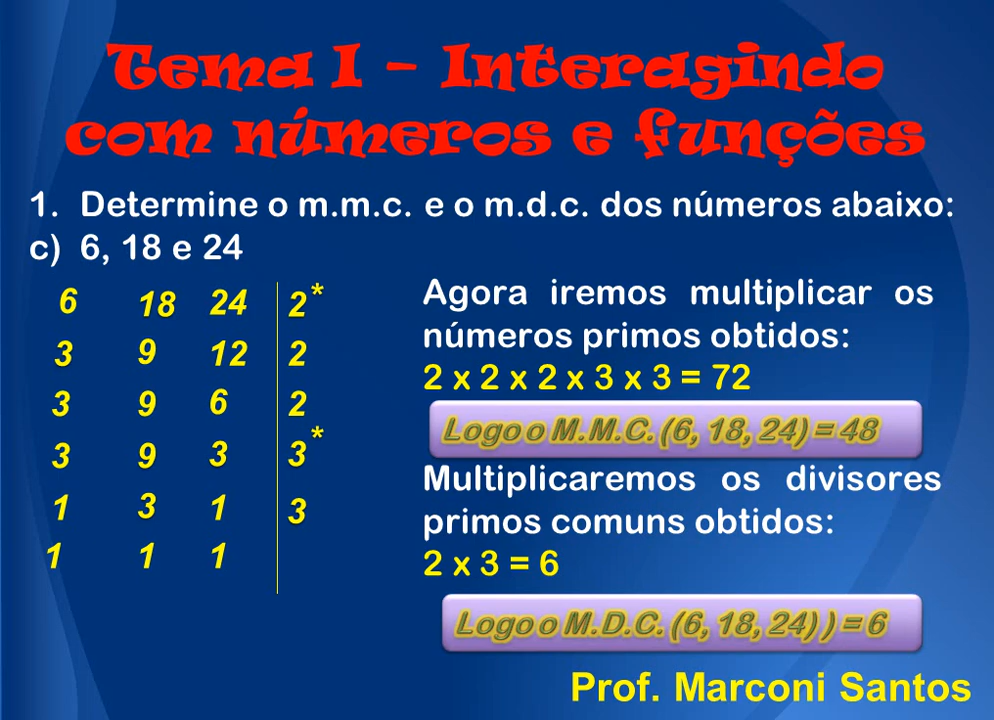 Tema I – Interagindo
com números e funções
1. Determine o m.m.c. e o m.d.c. dos números abaixo:
c) 6, 18 e 24
6 18 24 2*
3 9 12 2
3 9 6 2
3 9 3 3*
1 3 1 3
1 1 1
Agora iremos multiplicar os
números primos obtidos:
2 x 2 x 2 x 3 x 3 = 72
Logo o M.M.C. (6, 18, 24) = 48
Multiplicaremos os divisores
primos comuns obtidos:
2 x 3 = 6
Logo o M.D.C. (6, 18, 24) ) = 6
Prof. Marconi Santos